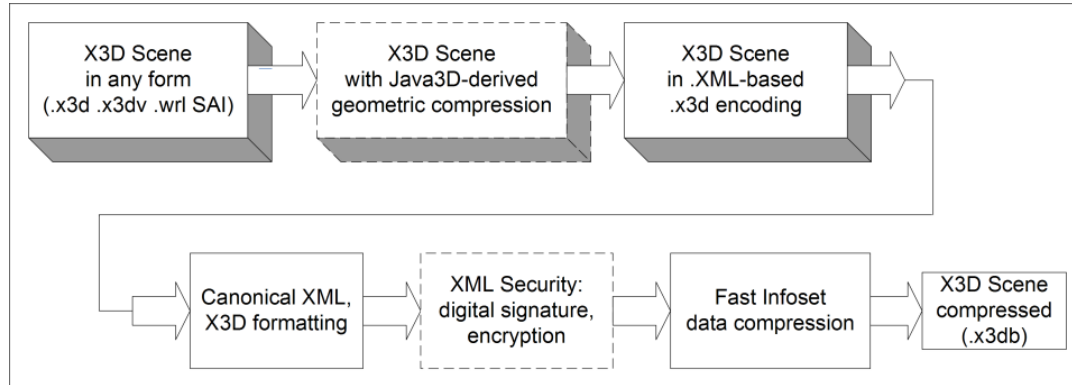 X3D Scene
in any form
(.x3d .x3dv .wrl SAI)
X3D Scene
with Java3D-derived
geometric compression
X3D Scene
in .XML-based
.x3d encoding
Canonical XML,
X3D formatting
XML Security:
digital signature,
encryption
Fast Infoset
data compression
X3D Scene
compressed
(.x3db)